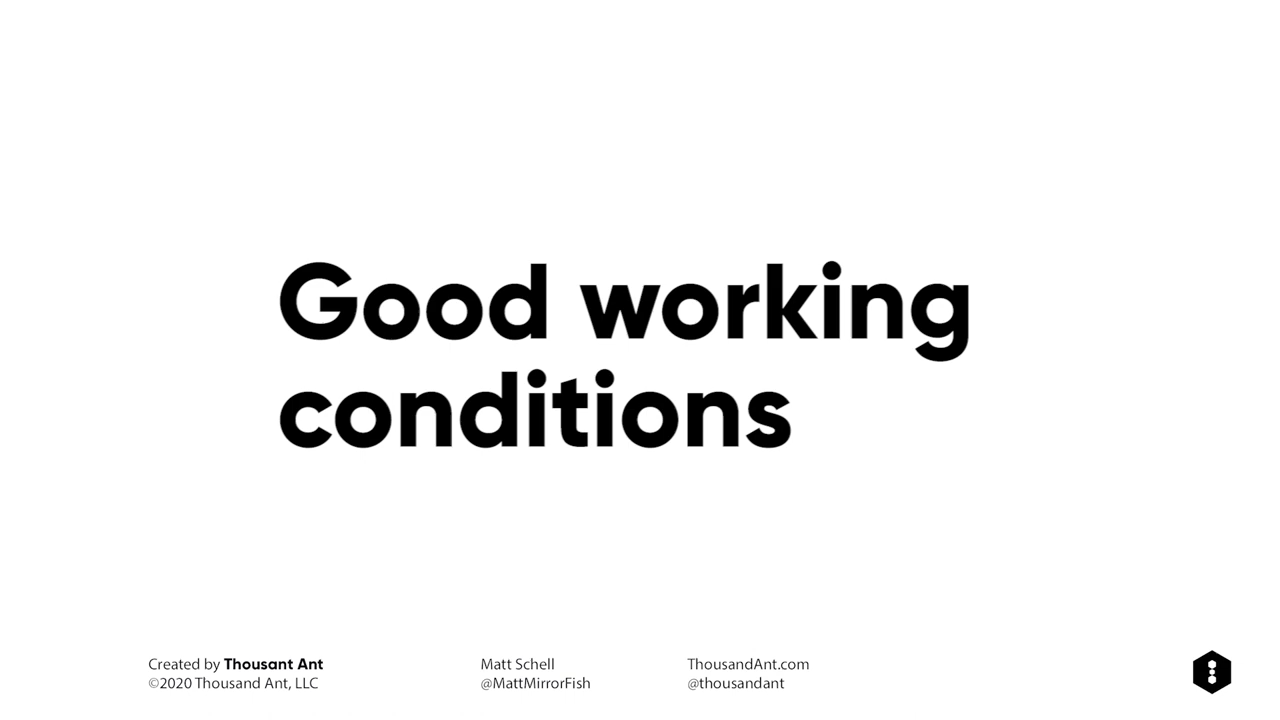 Good working
conditions
Created by Thousant Ant
©2020 Thousand Ant, LLC
Matt Schell
@MattMirrorFish
ThousandAnt.com
@thousandant